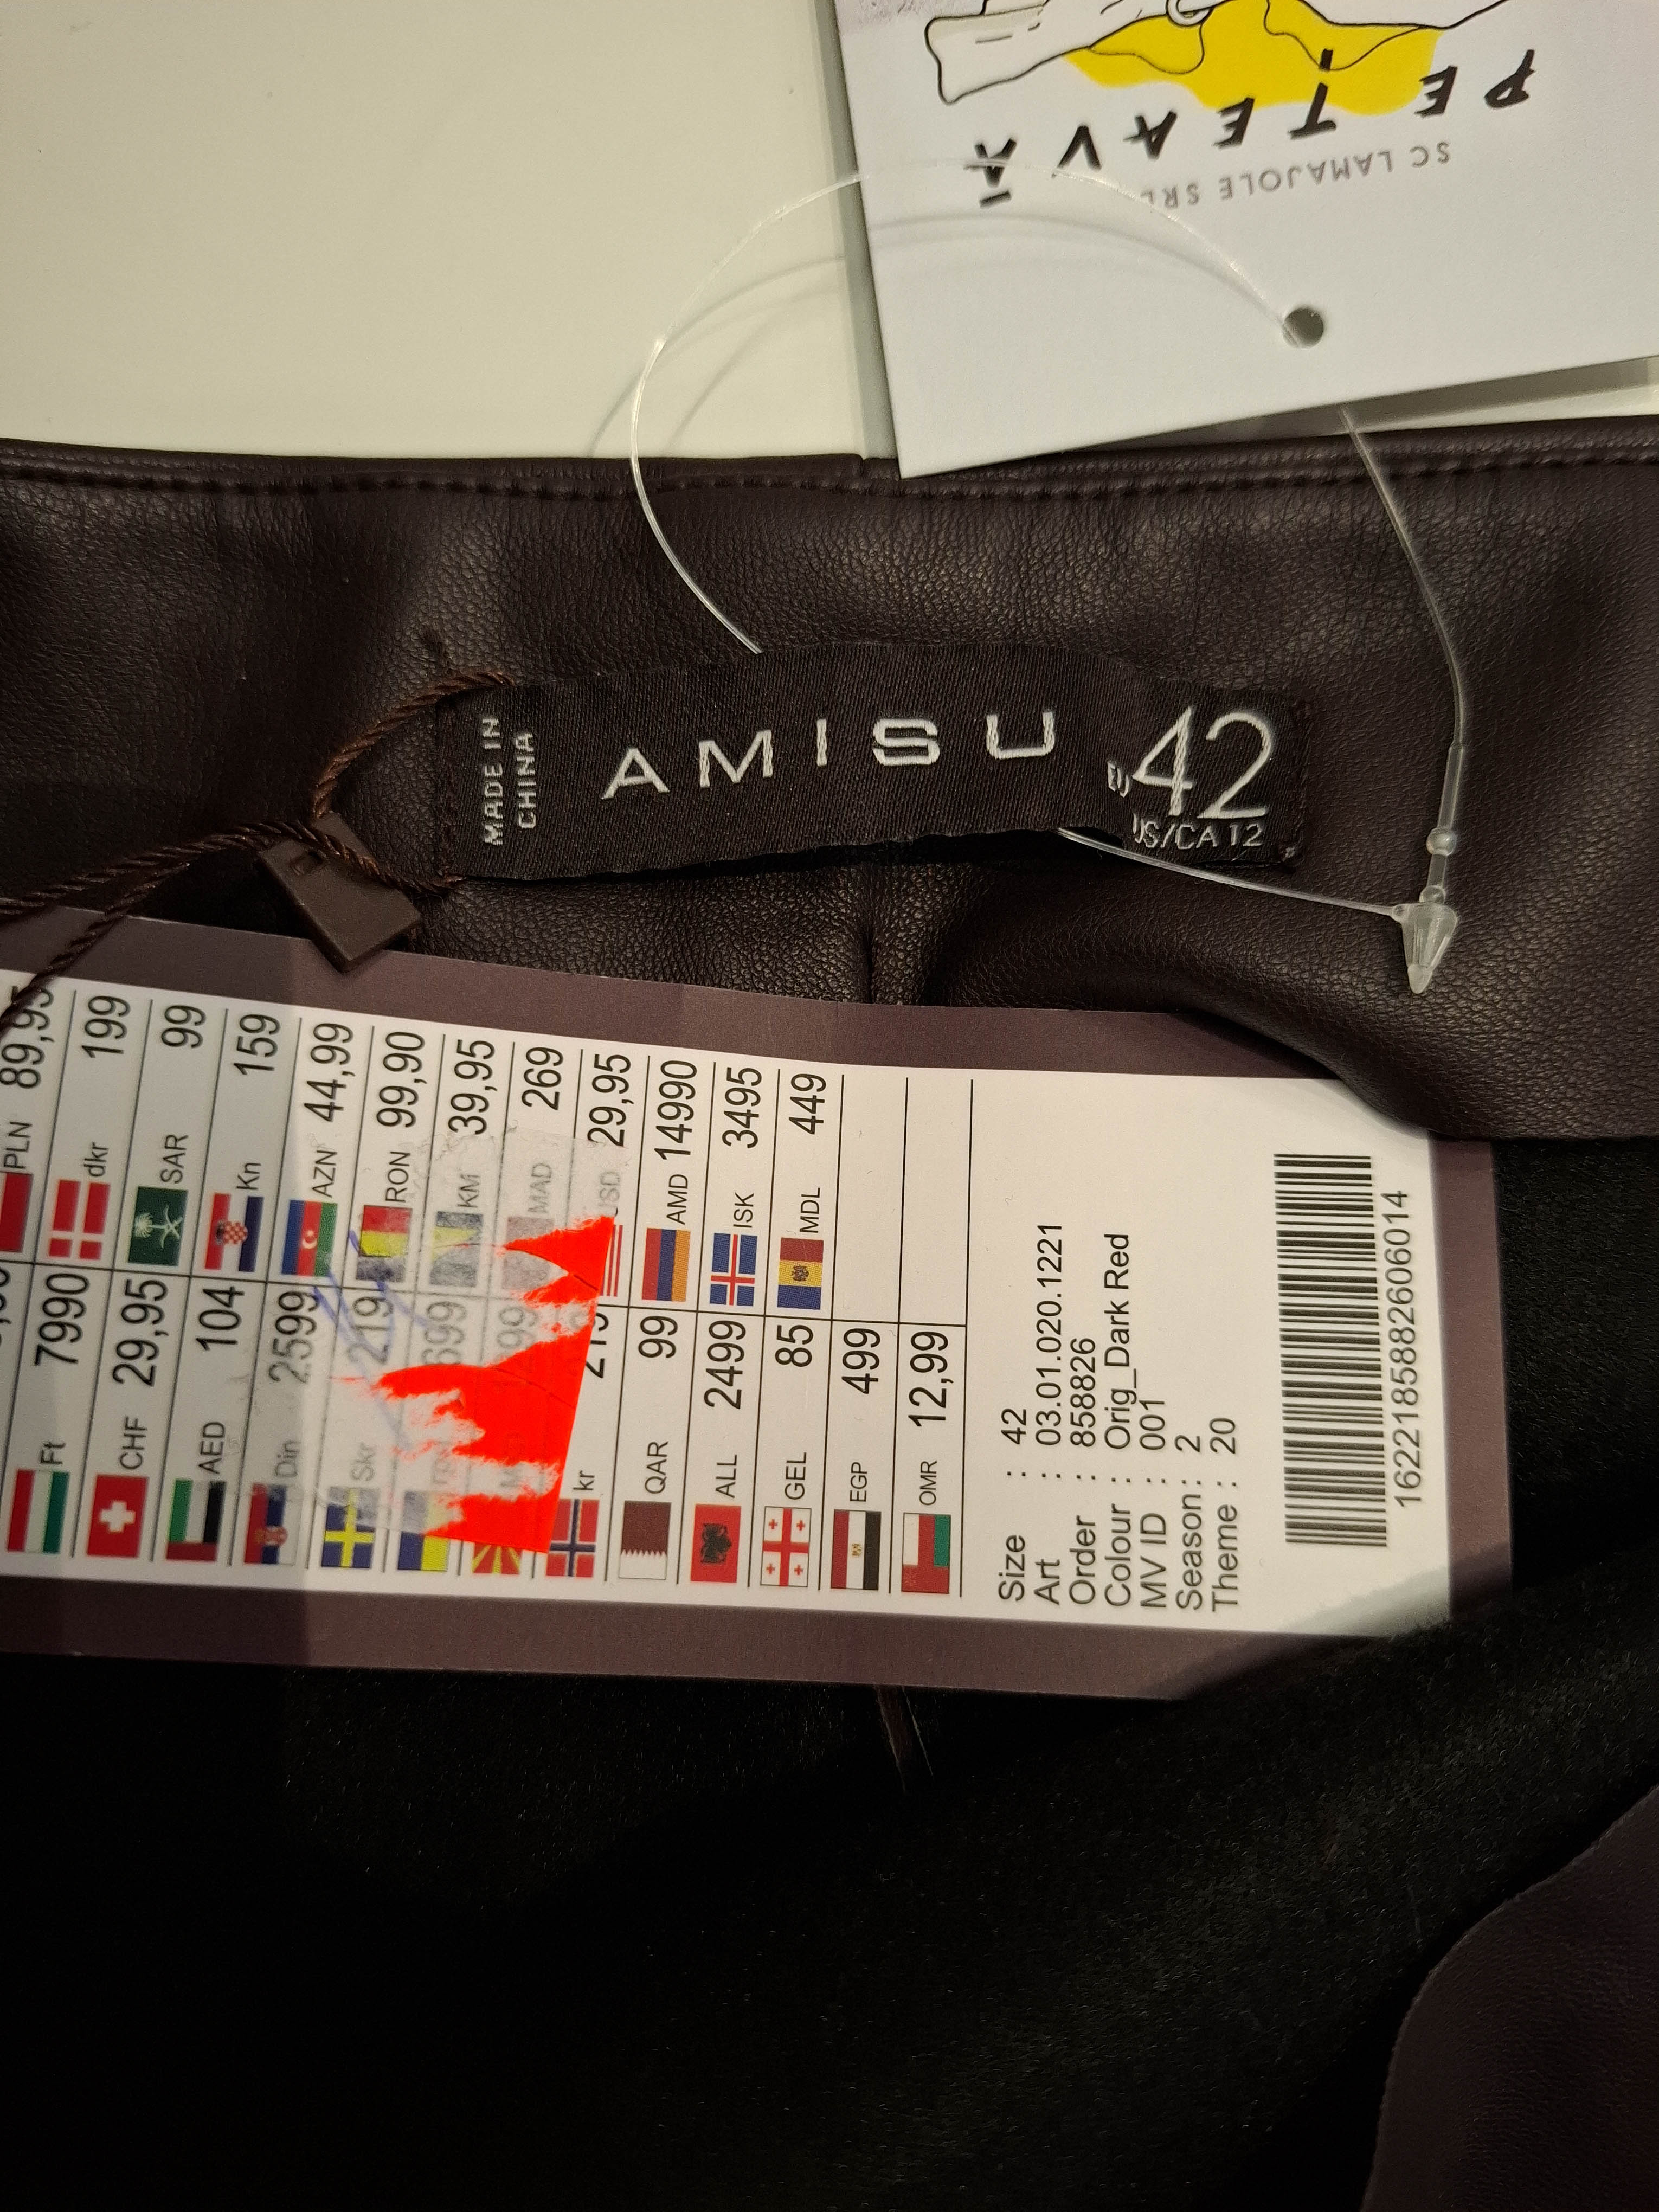 PETEAVĂ
SC LAMAJOLE SRL
MADE IN
CHINA
AMISU
EU 42
US/CA 12
PLN 89,95
dkr 199
SAR 99
Kn 159
AZN 44,99
RON 99,90
KM 39,95
MAD 269
USD 29,95
AMD 14990
ISK 3495
MDL 449
Ft 7990
CHF 29,95
AED 104
Din 2599
Skr 219
699
kr
QAR 99
ALL 2499
GEL 85
EGP 499
OMR 12,99
Size : 42
Art : 03.01.020.1221
Order : 858826
Colour : Orig_Dark Red
MV ID : 001
Season : 2
Theme : 20
1622185882606014